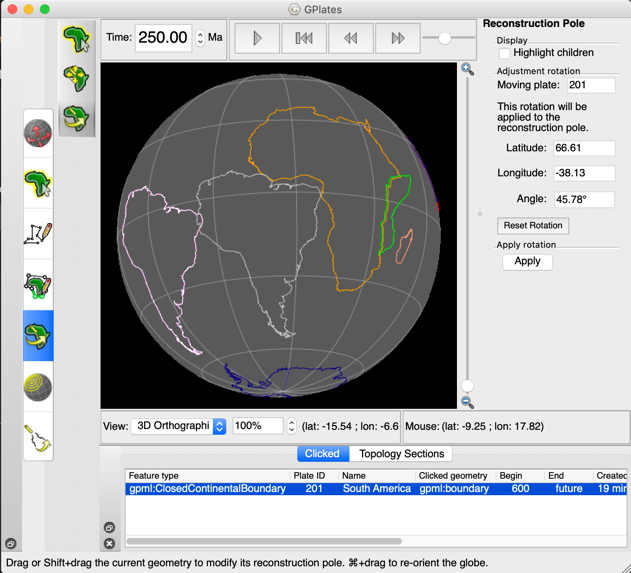 GPlates
Time: 250.00 Ma
Reconstruction Pole
Display
Highlight children
Adjustment rotation
Moving plate: 201
This rotation will be
applied to the
reconstruction pole.
Latitude: 66.61
Longitude: -38.13
Angle: 45.78°
Reset Rotation
Apply rotation
Apply
View: 3D Orthographi 100% (lat: -15.54 ; lon: -6.6 Mouse: (lat: -9.25 ; lon: 17.82)
Clicked Topology Sections
Feature type Plate ID Name Clicked geometry Begin End Created
gpml:ClosedContinentalBoundary 201 South America gpml:boundary 600 future 19 min
Drag or Shift+drag the current geometry to modify its reconstruction pole. ⌘+drag to re-orient the globe.